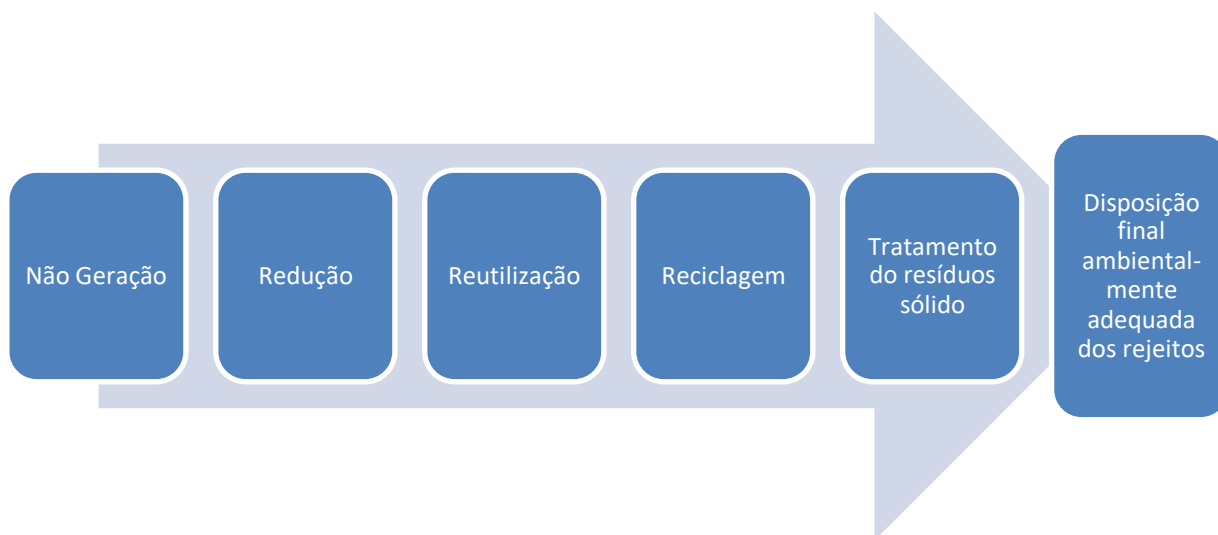 Não Geração
Redução
Reutilização
Reciclagem
Tratamento
do resíduos
sólido
Disposição
final
ambiental-
mente
adequada
dos rejeitos